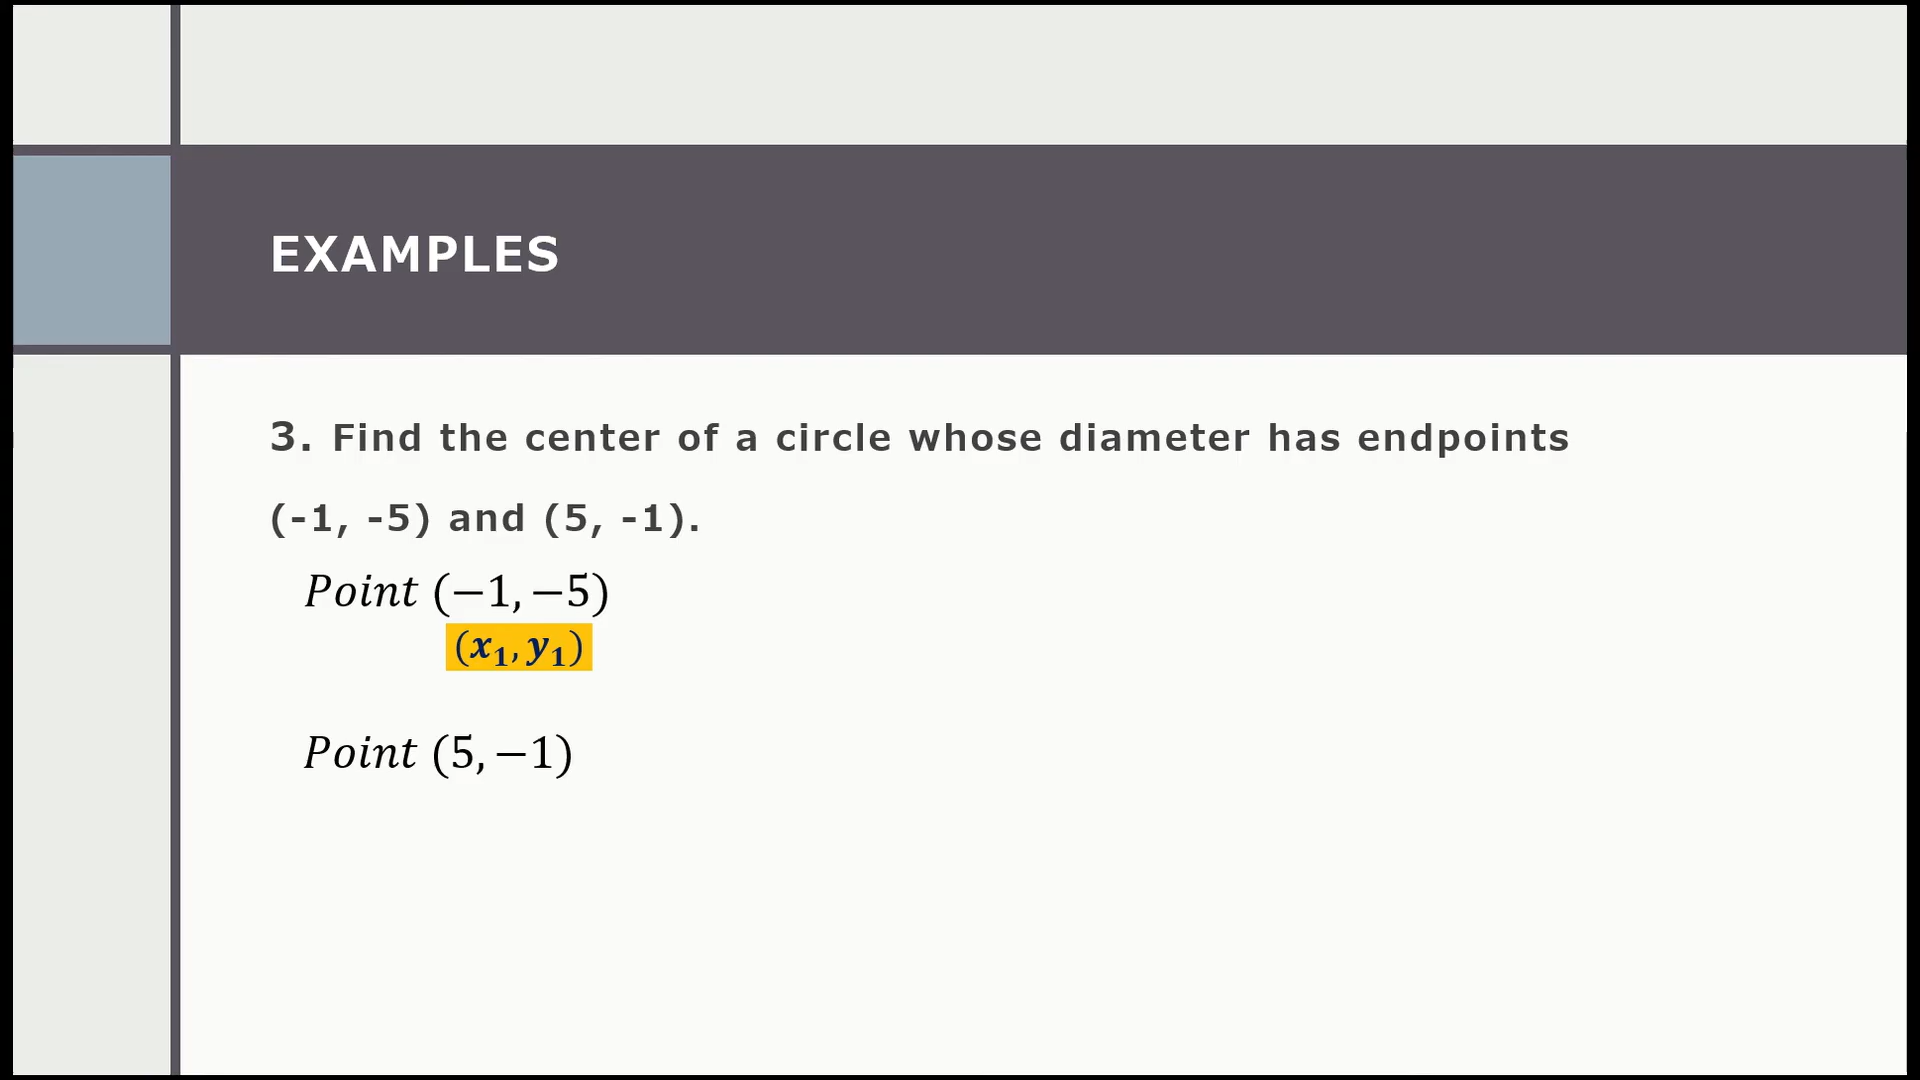 EXAMPLES
3. Find the center of a circle whose diameter has endpoints
(-1, -5) and (5, -1).
Point (−1, −5)
(x₁, y₁)
Point (5, −1)